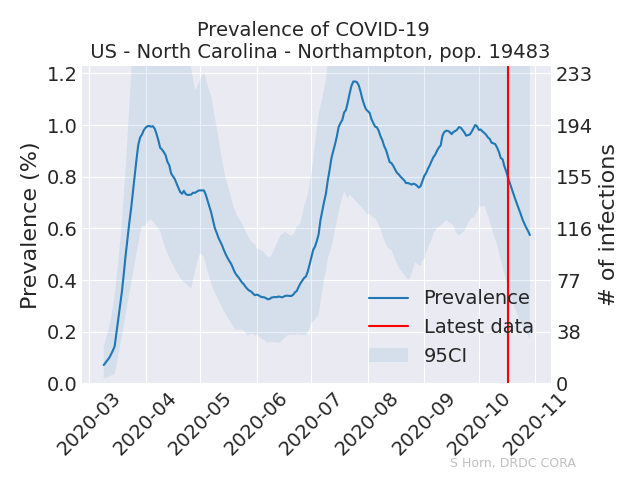 Prevalence of COVID-19
US - North Carolina - Northampton, pop. 19483
Prevalence (%)
1.2
1.0
0.8
0.6
0.4
0.2
0.0
233
194
155
116
77
38
0
# of infections
Prevalence
Latest data
95CI
2020-03
2020-04
2020-05
2020-06
2020-07
2020-08
2020-09
2020-10
2020-11
S Horn, DRDC CORA